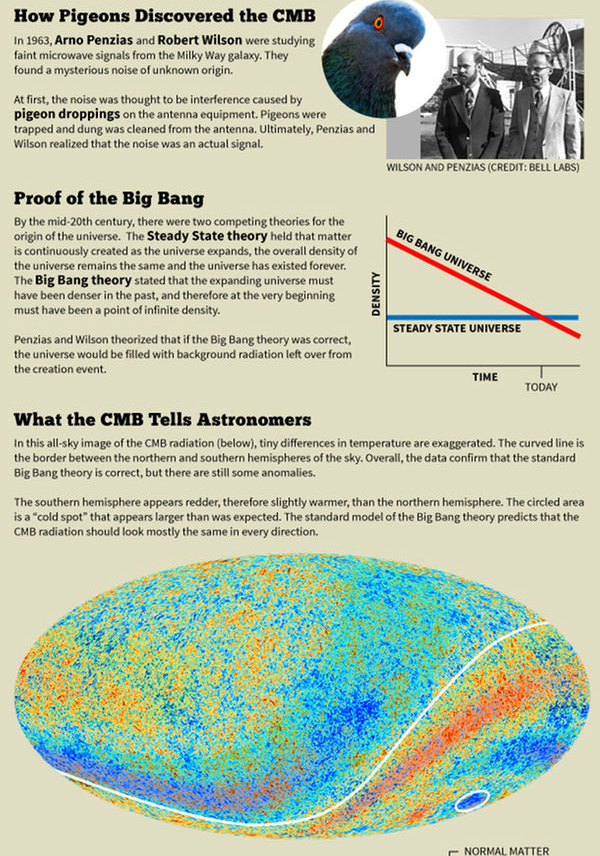 How Pigeons Discovered the CMB
In 1963, Arno Penzias and Robert Wilson were studying
faint microwave signals from the Milky Way galaxy. They
found a mysterious noise of unknown origin.
At first, the noise was thought to be interference caused by
pigeon droppings on the antenna equipment. Pigeons were
trapped and dung was cleaned from the antenna. Ultimately, Penzias and
Wilson realized that the noise was an actual signal.
WILSON AND PENZIAS (CREDIT: BELL LABS)
Proof of the Big Bang
By the mid-20th century, there were two competing theories for the
origin of the universe. The Steady State theory held that matter
is continuously created as the universe expands, the overall density of
the universe remains the same and the universe has existed forever.
The Big Bang theory stated that the expanding universe must
have been denser in the past, and therefore at the very beginning
must have been a point of infinite density.
Penzias and Wilson theorized that if the Big Bang theory was correct,
the universe would be filled with background radiation left over from
the creation event.
BIG BANG UNIVERSE
DENSITY
STEADY STATE UNIVERSE
TIME
TODAY
What the CMB Tells Astronomers
In this all-sky image of the CMB radiation (below), tiny differences in temperature are exaggerated. The curved line is
the border between the northern and southern hemispheres of the sky. Overall, the data confirm that the standard
Big Bang theory is correct, but there are still some anomalies.
The southern hemisphere appears redder, therefore slightly warmer, than the northern hemisphere. The circled area
is a “cold spot” that appears larger than was expected. The standard model of the Big Bang theory predicts that the
CMB radiation should look mostly the same in every direction.
NORMAL MATTER